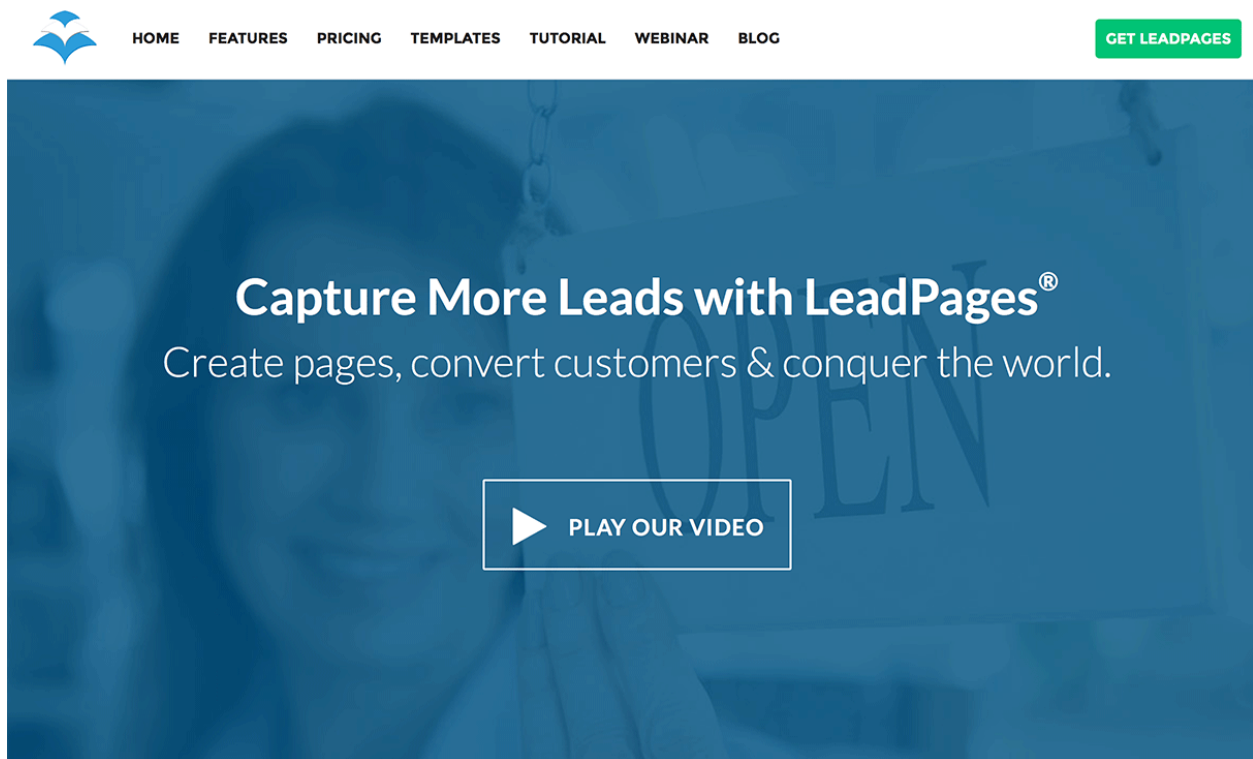 HOME FEATURES PRICING TEMPLATES TUTORIAL WEBINAR BLOG GET LEADPAGES
Capture More Leads with LeadPages®
Create pages, convert customers & conquer the world.
OPEN
PLAY OUR VIDEO